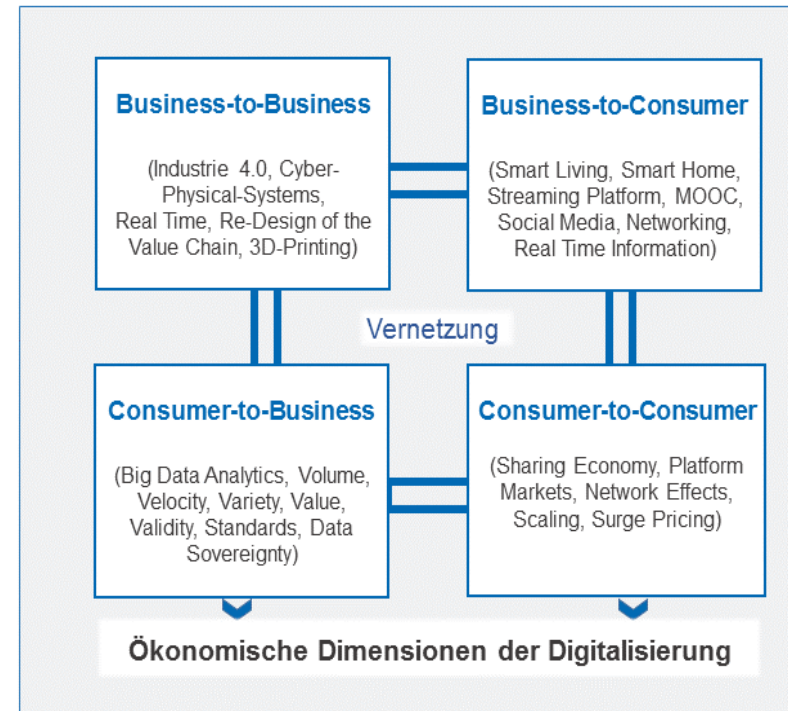 Business-to-Business
(Industrie 4.0, Cyber-
Physical-Systems,
Real Time, Re-Design of the
Value Chain, 3D-Printing)
Business-to-Consumer
(Smart Living, Smart Home,
Streaming Platform, MOOC,
Social Media, Networking,
Real Time Information)
Vernetzung
Consumer-to-Business
(Big Data Analytics, Volume,
Velocity, Variety, Value,
Validity, Standards, Data
Sovereignty)
Consumer-to-Consumer
(Sharing Economy, Platform
Markets, Network Effects,
Scaling, Surge Pricing)
Ökonomische Dimensionen der Digitalisierung